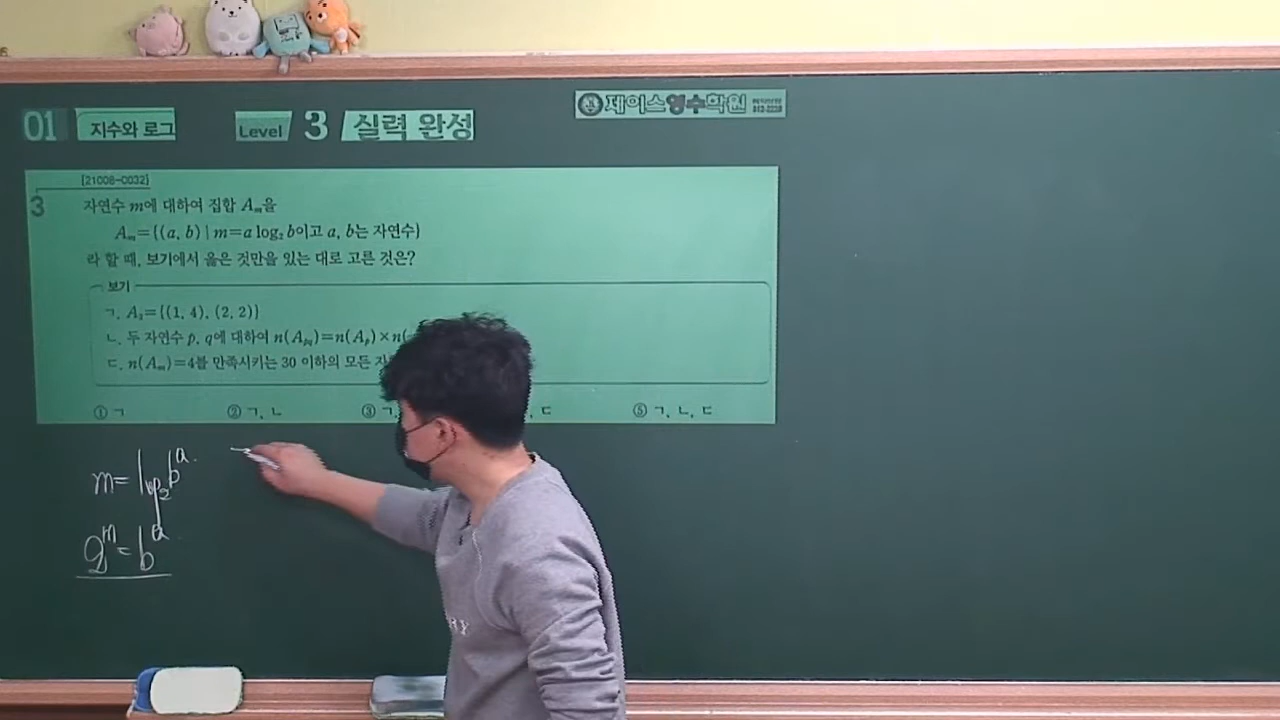 제이스영수학원
01 지수와 로그 Level 3 실력 완성
[21008-0032]
3 자연수 m에 대하여 집합 Aₘ을
Aₘ={(a, b) | m=a log₂ b이고 a, b는 자연수}
라 할 때, 보기에서 옳은 것만을 있는 대로 고른 것은?
보기
ㄱ. A₂={(1, 4), (2, 2)}
ㄴ. 두 자연수 p, q에 대하여 n(A_{pq})=n(A_p)×n(
ㄷ. n(Aₘ)=4를 만족시키는 30 이하의 모든
① ㄱ ② ㄱ, ㄴ ③ ㄱ, , ㄷ ⑤ ㄱ, ㄴ, ㄷ
m=log₂bᵃ
2ᵐ=bᵃ